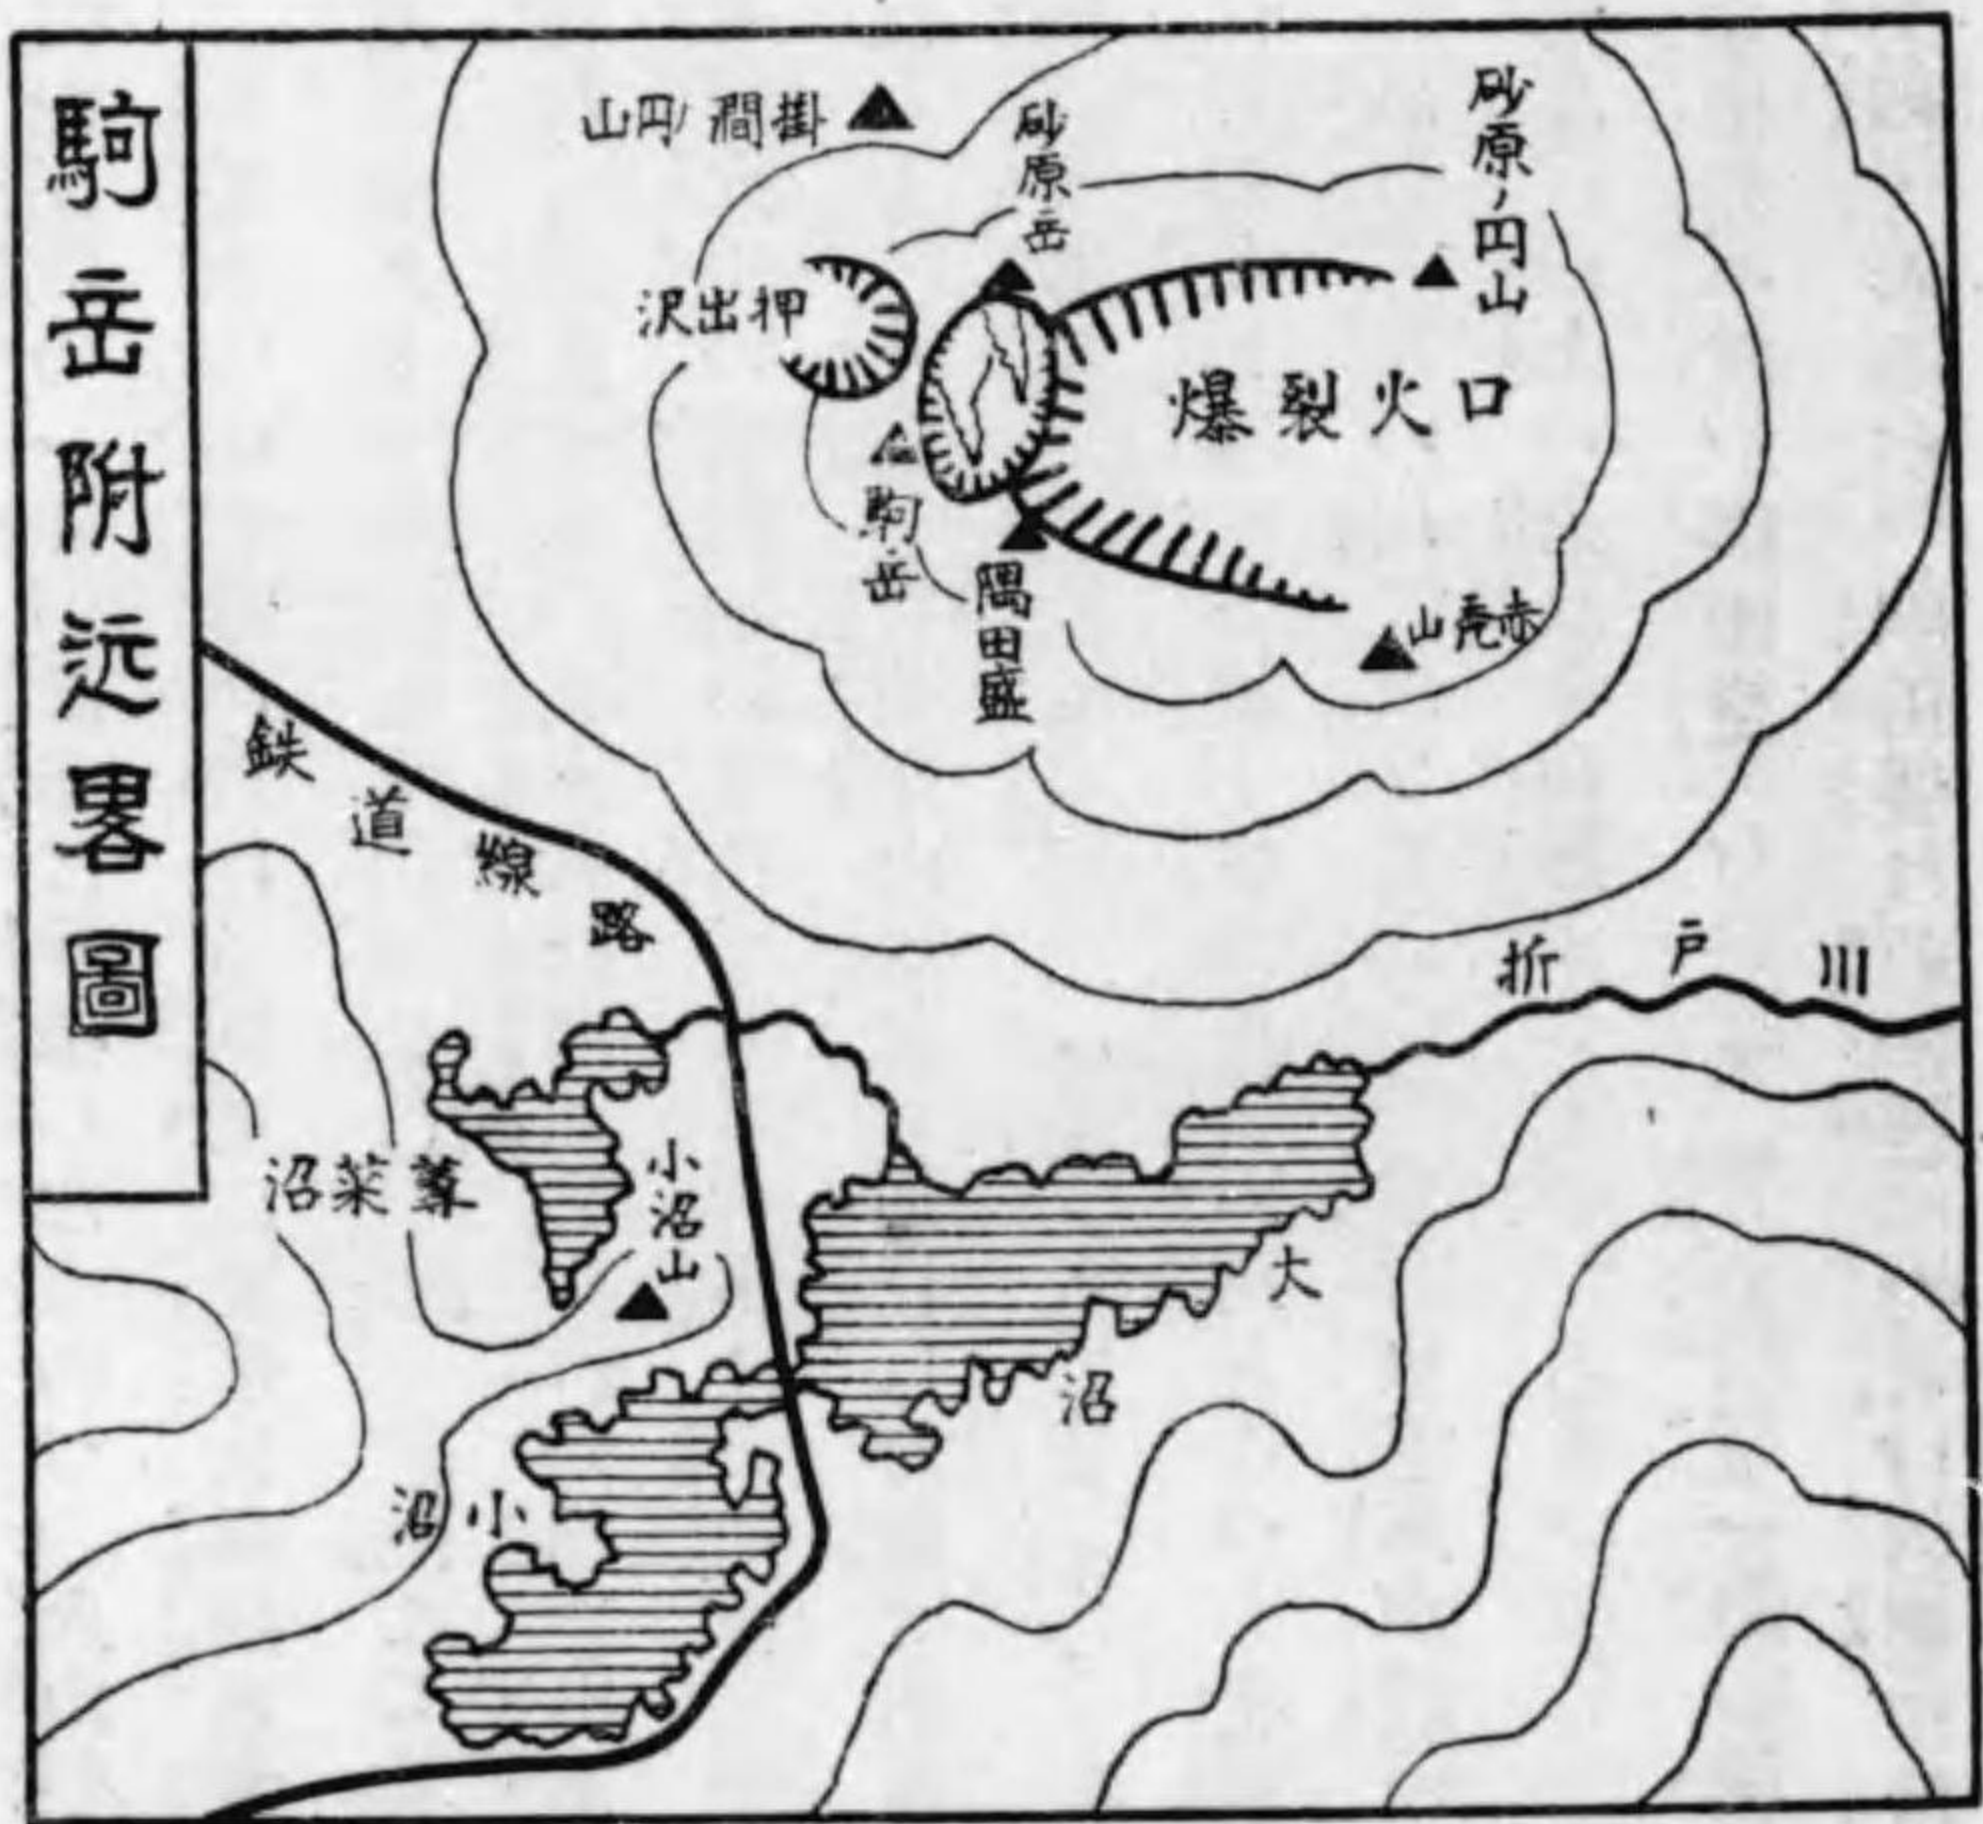 駒岳附近畧圖
掛澗ノ円山
砂原岳
砂原ノ円山
押出沢
爆裂火口
駒岳
隅田盛
赤禿山
鉄道線路
折戸川
蓴菜沼
小沼山
大沼
小沼